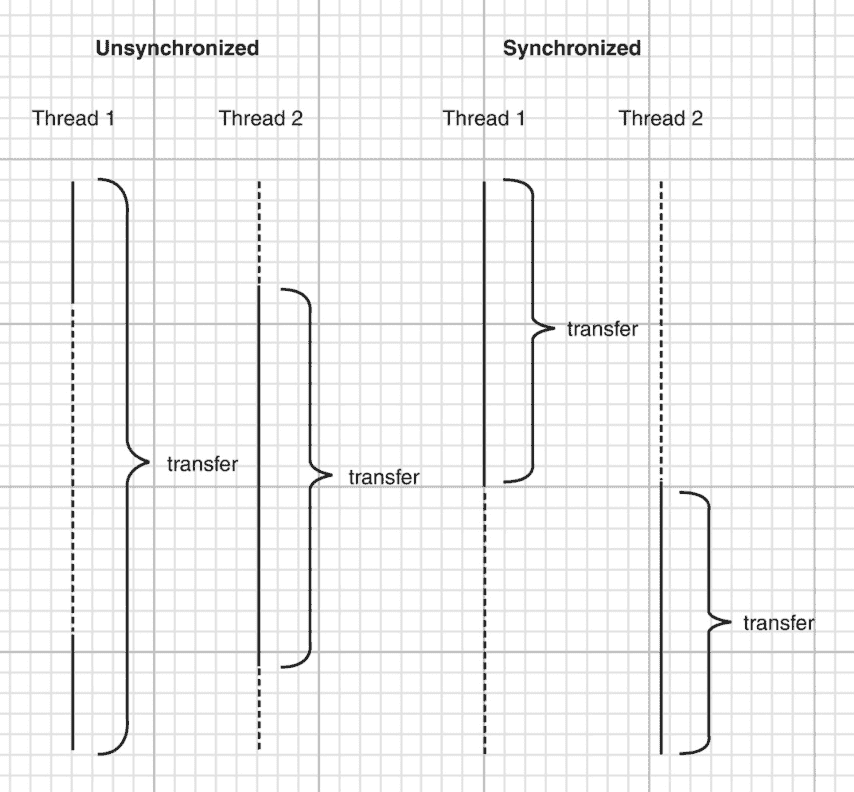 Unsynchronized
Synchronized
Thread 1
Thread 2
Thread 1
Thread 2
transfer
transfer
transfer
transfer